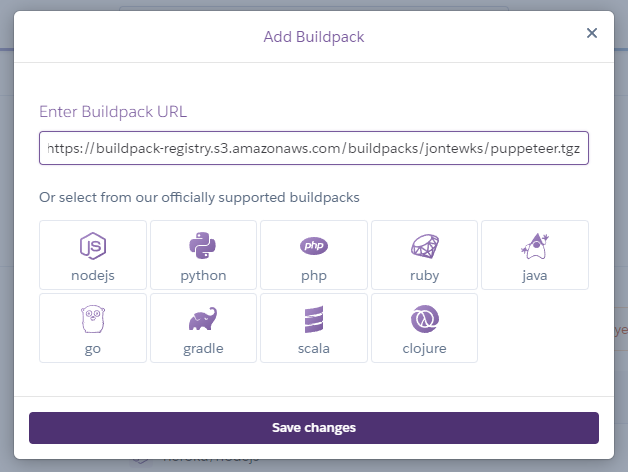 Add Buildpack
Enter Buildpack URL
https://buildpack-registry.s3.amazonaws.com/buildpacks/jontewks/puppeteer.tgz
Or select from our officially supported buildpacks
JS php
nodejs python php ruby java
go gradle scala clojure
Save changes